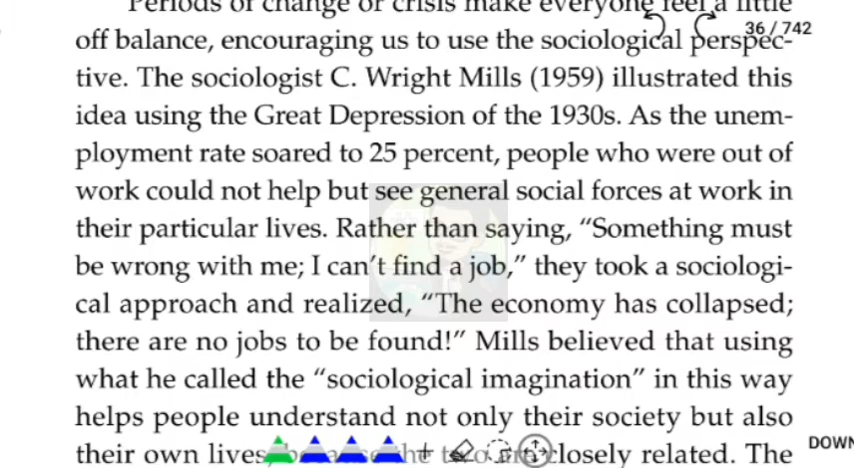 Periods of change or crisis make everyone feel a little
36 / 742
off balance, encouraging us to use the sociological perspec-
tive. The sociologist C. Wright Mills (1959) illustrated this
idea using the Great Depression of the 1930s. As the unem-
ployment rate soared to 25 percent, people who were out of
work could not help but see general social forces at work in
their particular lives. Rather than saying, “Something must
be wrong with me; I can’t find a job,” they took a sociologi-
cal approach and realized, “The economy has collapsed;
there are no jobs to be found!” Mills believed that using
what he called the “sociological imagination” in this way
helps people understand not only their society but also
their own lives, closely related. The
DOWN